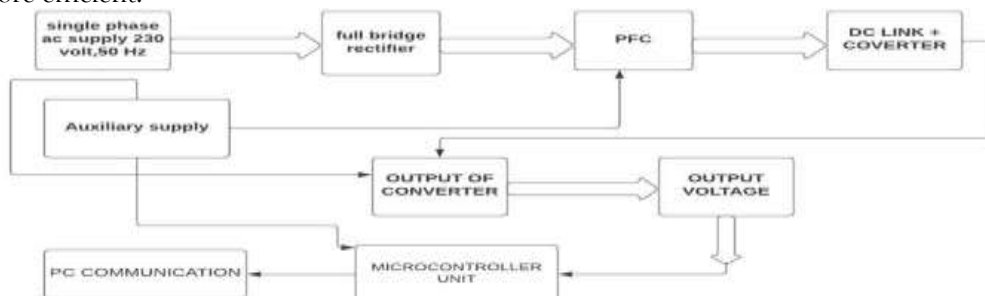 ore efficient.
single phase
ac supply 230
volt,50 Hz
full bridge
rectifier
PFC
DC LINK +
COVERTER
Auxiliary supply
OUTPUT OF
CONVERTER
OUTPUT
VOLTAGE
PC COMMUNICATION
MICROCONTROLLER
UNIT